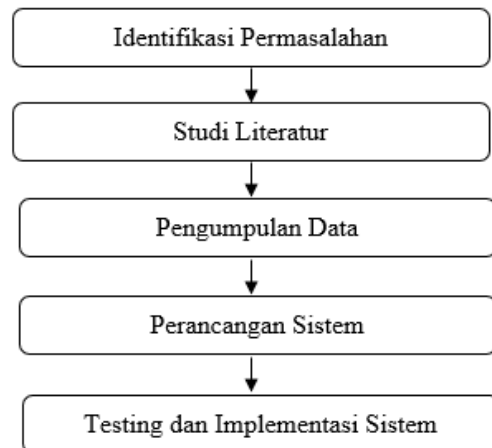 Identifikasi Permasalahan
Studi Literatur
Pengumpulan Data
Perancangan Sistem
Testing dan Implementasi Sistem